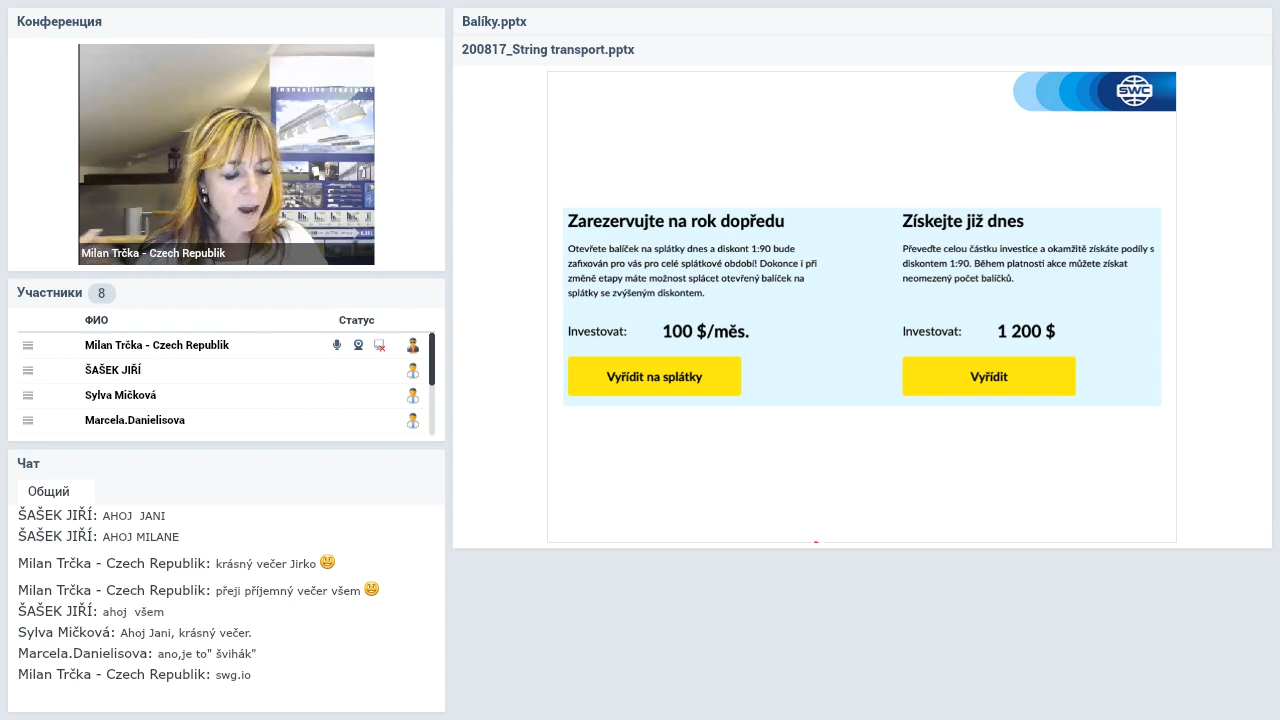 Конференция
Innovative transport
Milan Trčka - Czech Republik
Участники 8
ФИО Статус
Milan Trčka - Czech Republik
ŠAŠEK JIŘÍ
Sylva Mičková
Marcela.Danielisova
Чат
Общий
ŠAŠEK JIŘÍ: AHOJ JANI
ŠAŠEK JIŘÍ: AHOJ MILANE
Milan Trčka - Czech Republik: krásný večer Jirko
Milan Trčka - Czech Republik: přeji příjemný večer všem
ŠAŠEK JIŘÍ: ahoj všem
Sylva Mičková: Ahoj Jani, krásný večer.
Marcela.Danielisova: ano,je to" švihák"
Milan Trčka - Czech Republik: swg.io
Balíky.pptx
200817_String transport.pptx
SWC
Zarezervujte na rok dopředu
Otevřete balíček na splátky dnes a diskont 1:90 bude
zafixován pro vás pro celé splátkové období! Dokonce i při
změně etapy máte možnost splácet otevřený balíček na
splátky se zvýšeným diskontem.
Investovat: 100 $/měs.
Vyřídit na splátky
Získejte již dnes
Převeďte celou částku investice a okamžitě získáte podíly s
diskontem 1:90. Během platnosti akce můžete získat
neomezený počet balíčků.
Investovat: 1 200 $
Vyřídit